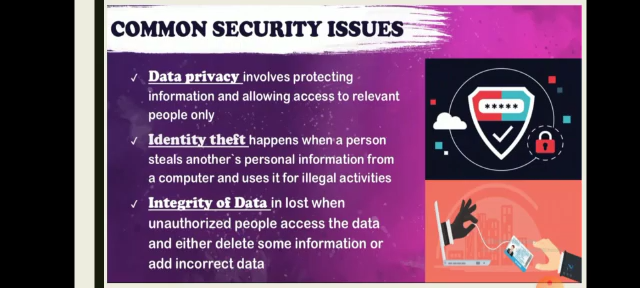 COMMON SECURITY ISSUES
✓ Data privacy involves protecting
information and allowing access to relevant
people only
✓ Identity theft happens when a person
steals another`s personal information from
a computer and uses it for illegal activities
✓ Integrity of Data in lost when
unauthorized people access the data
and either delete some information or
add incorrect data
*****